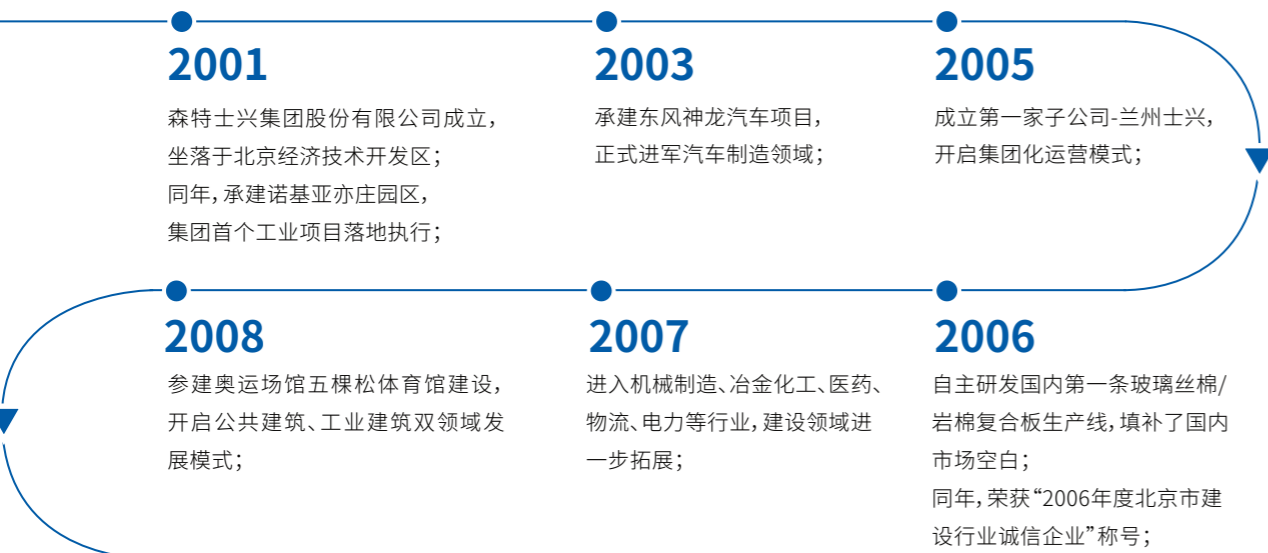 2001
森特士兴集团股份有限公司成立，
坐落于北京经济技术开发区；
同年，承建诺基亚亦庄园区，
集团首个工业项目落地执行；
2003
承建东风神龙汽车项目，
正式进军汽车制造领域；
2005
成立第一家子公司-兰州士兴，
开启集团化运营模式；
2006
自主研发国内第一条玻璃丝棉/
岩棉复合板生产线，填补了国内
市场空白；
同年，荣获“2006年度北京市建
设行业诚信企业”称号；
2007
进入机械制造、冶金化工、医药、
物流、电力等行业，建设领域进
一步拓展；
2008
参建奥运场馆五棵松体育馆建设，
开启公共建筑、工业建筑双领域发
展模式；